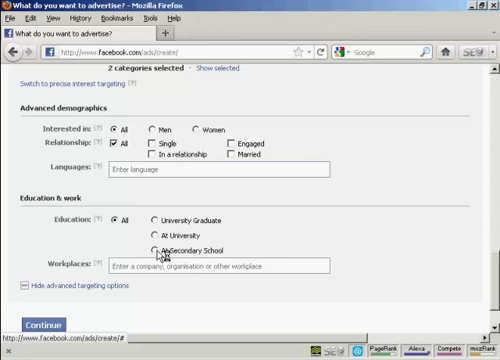 What do you want to advertise? - Mozilla Firefox
File Edit View History Bookmarks Tools Help
What do you want to advertise? +
http://www.facebook.com/ads/create/
Google
2 categories selected - Show selected
Switch to precise interest targeting [?]
Advanced demographics
Interested in: [?] All Men Women
Relationship: [?] All Single Engaged
In a relationship Married
Languages: [?] Enter language
Education & work
Education: [?] All University Graduate
At University
At Secondary School
Workplaces: [?] Enter a company, organisation or other workplace
Hide advanced targeting options
Continue
http://www.facebook.com/ads/create/#
PageRank Alexa Compete mozRank